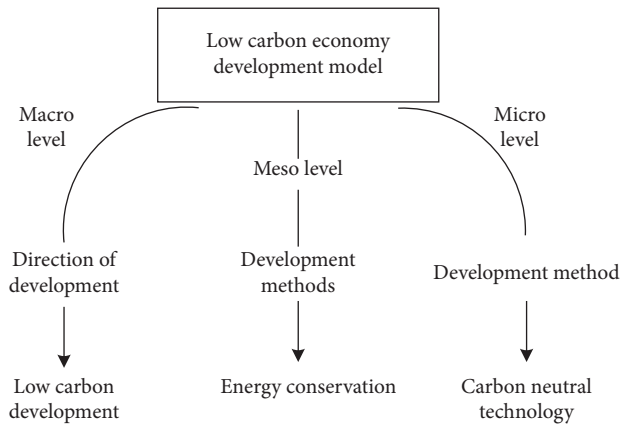 Low carbon economy
development model
Macro
level
Meso level
Micro
level
Direction of
development
Development
methods
Development method
Low carbon
development
Energy conservation
Carbon neutral
technology